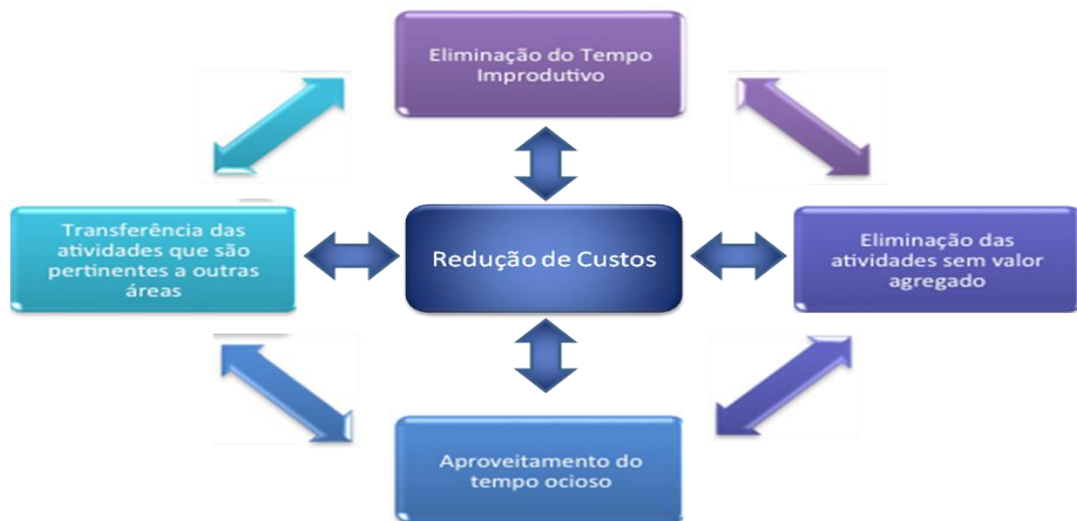 Eliminação do Tempo
Improdutivo
Transferência das
atividades que são
pertinentes a outras
áreas
Redução de Custos
Eliminação das
atividades sem valor
agregado
Aproveitamento do
tempo ocioso